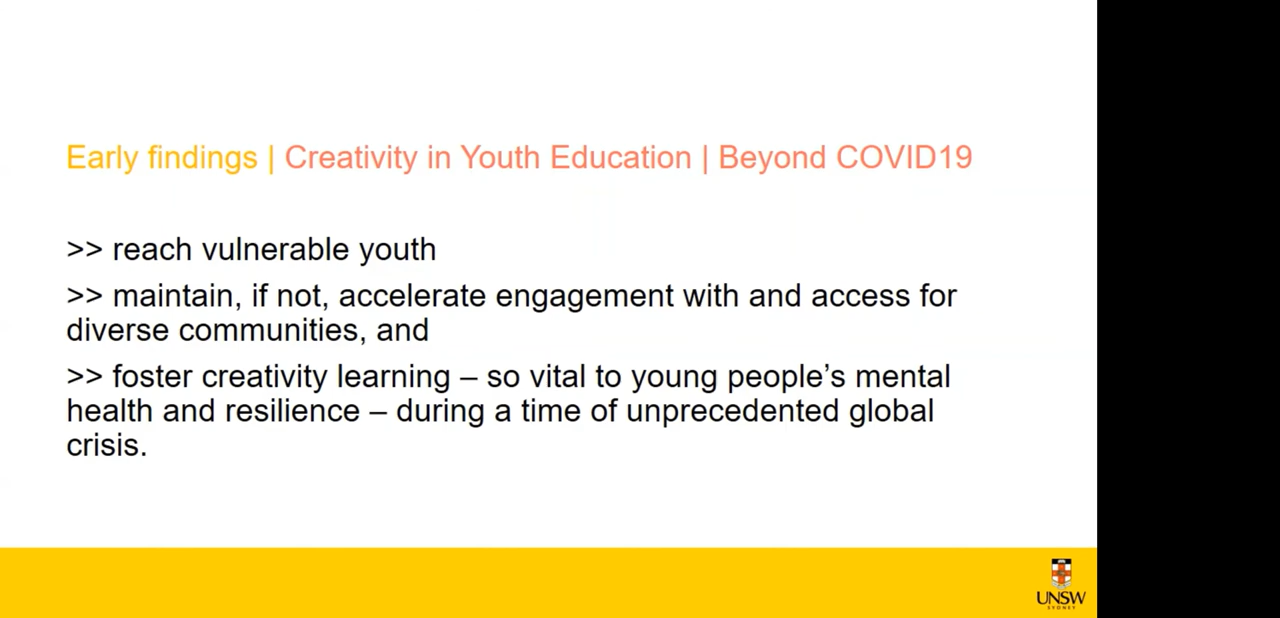 Early findings | Creativity in Youth Education | Beyond COVID19
>> reach vulnerable youth
>> maintain, if not, accelerate engagement with and access for
diverse communities, and
>> foster creativity learning – so vital to young people’s mental
health and resilience – during a time of unprecedented global
crisis.
UNSW
SYDNEY